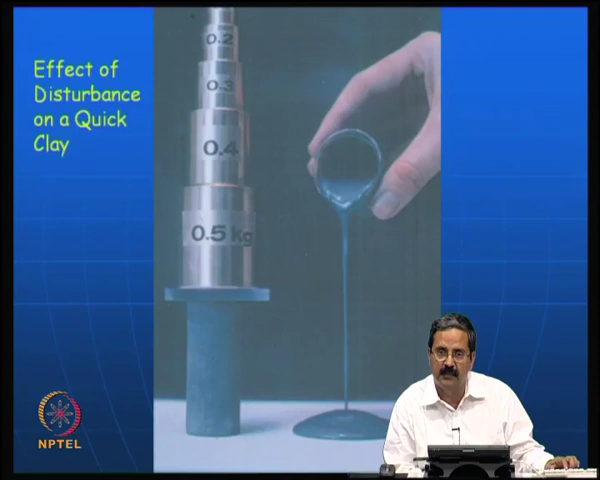 Effect of
Disturbance
on a Quick
Clay
0.2
0.3
0.4
0.5 kg
NPTEL